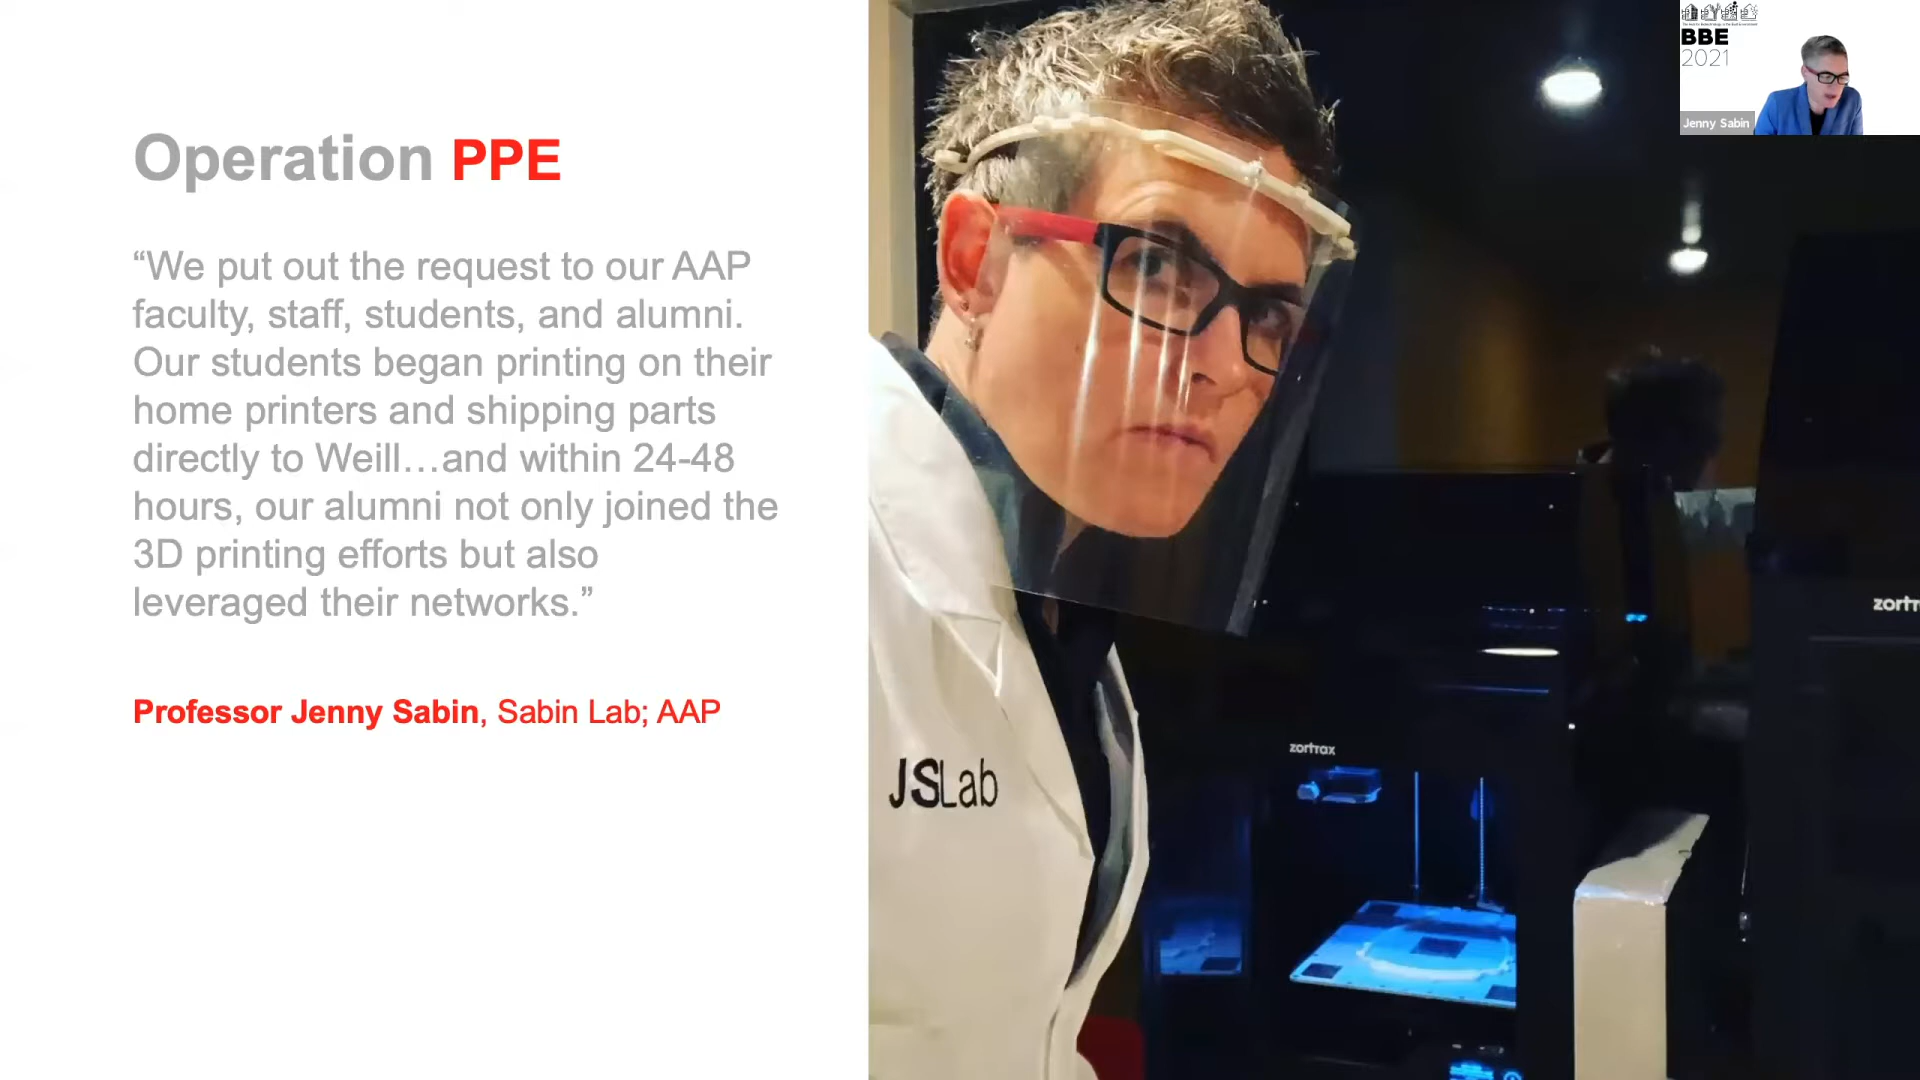 Operation PPE
“We put out the request to our AAP
faculty, staff, students, and alumni.
Our students began printing on their
home printers and shipping parts
directly to Weill…and within 24-48
hours, our alumni not only joined the
3D printing efforts but also
leveraged their networks.”
Professor Jenny Sabin, Sabin Lab; AAP
BBE
2021
Jenny Sabin
zortr
zortrax
JSLab